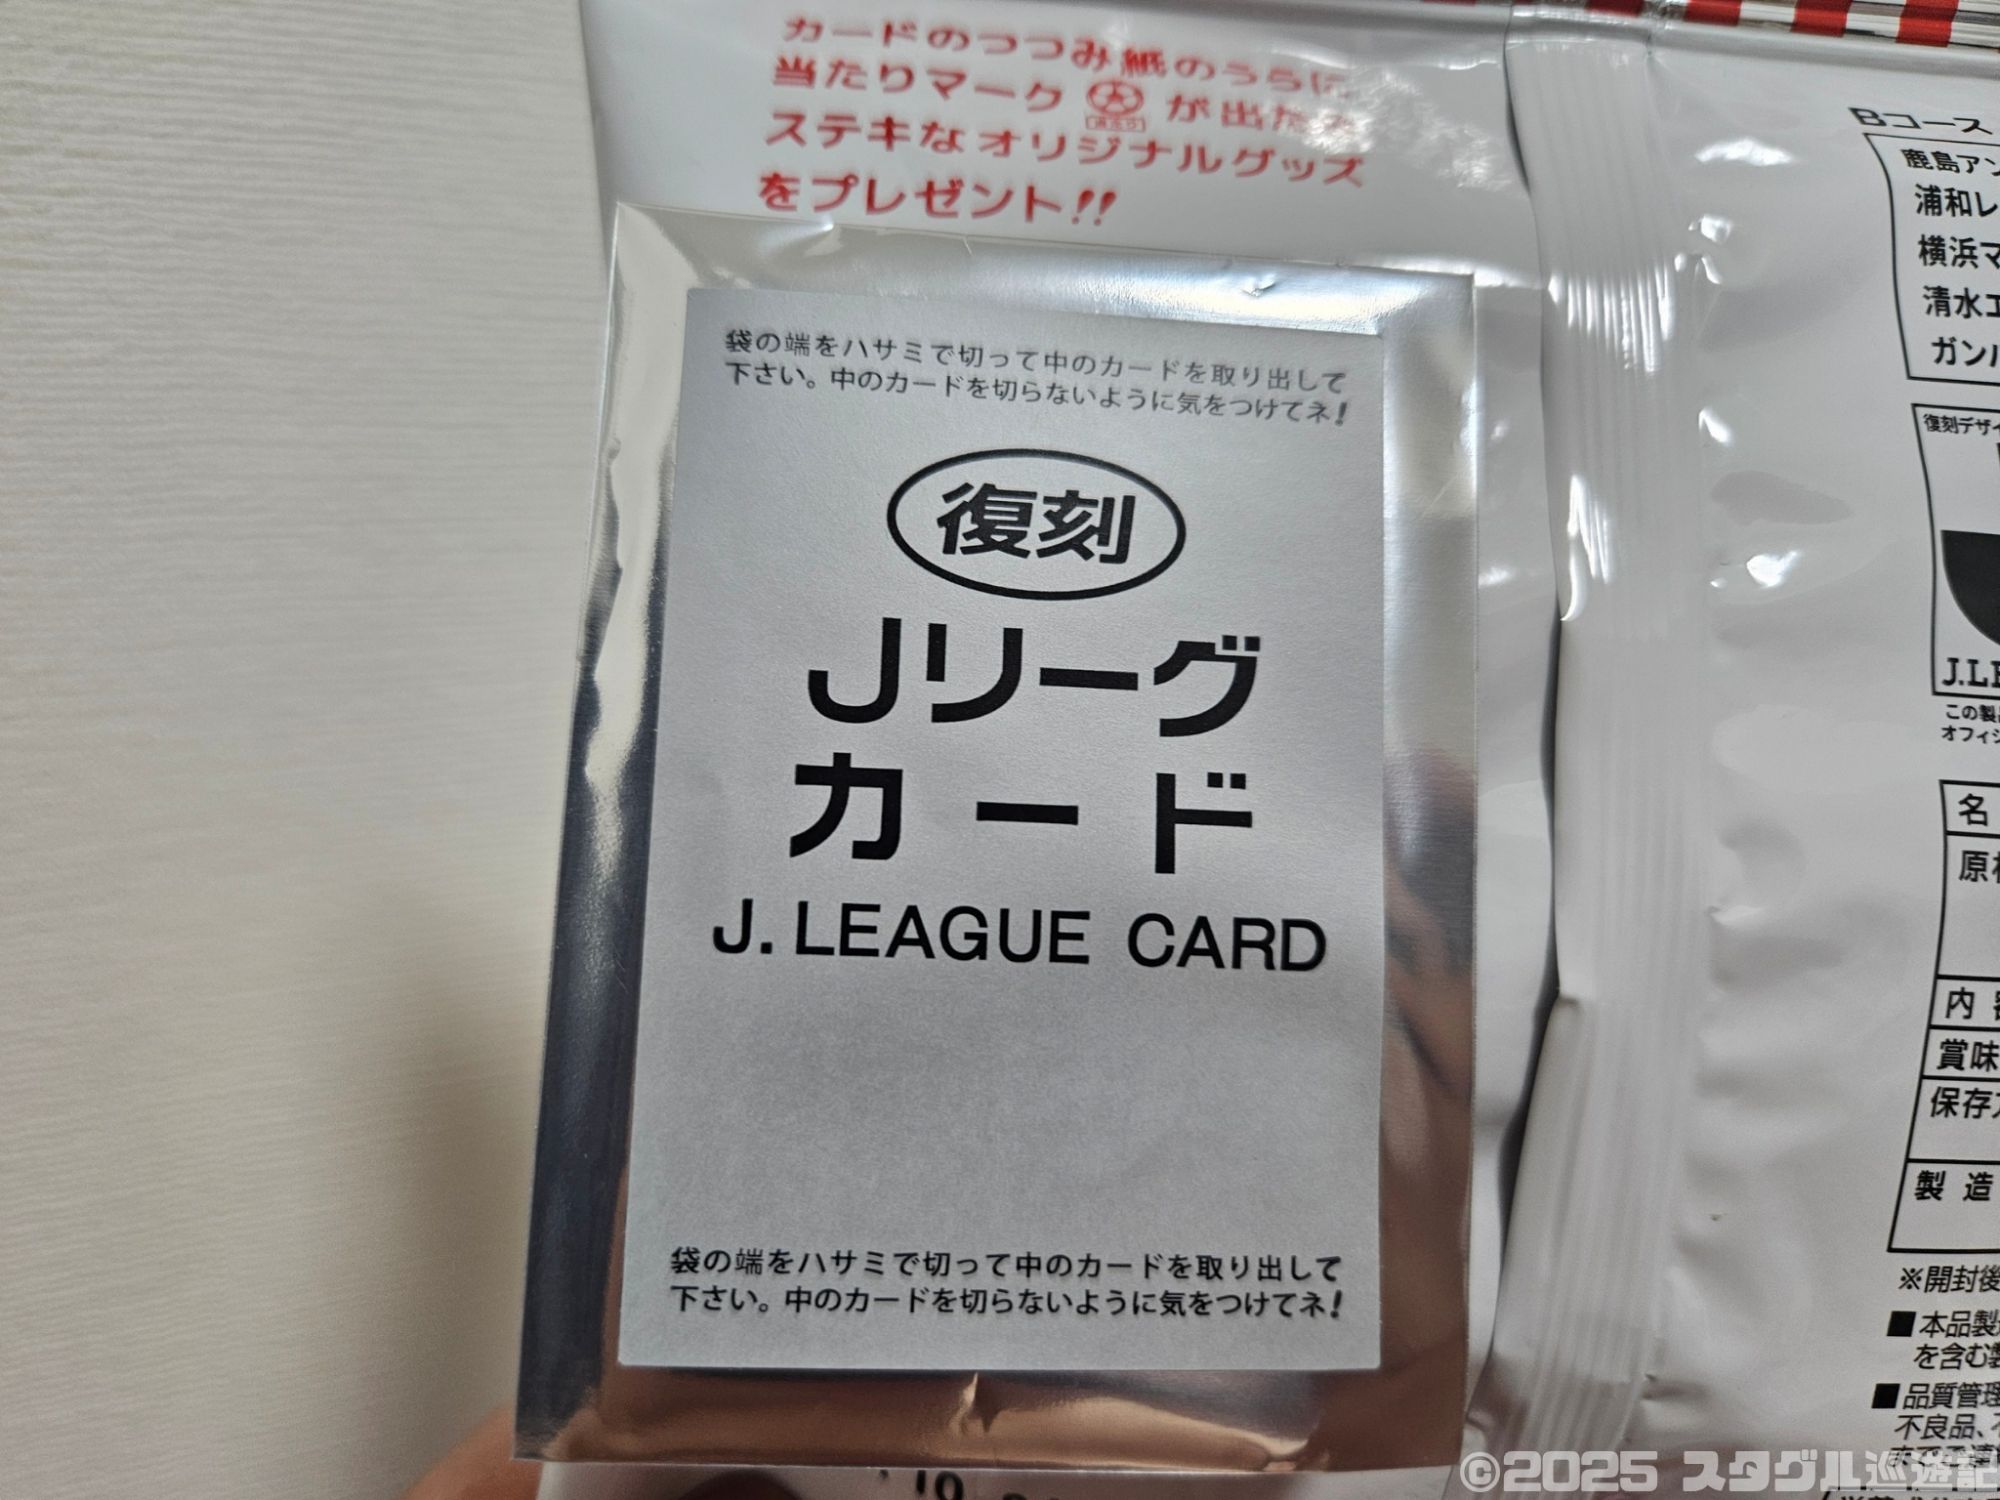 カードのつつみ紙のうらに
当たりマーク が出たら
ステキなオリジナルグッズ
をプレゼント!!
袋の端をハサミで切って中のカードを取り出して
下さい。中のカードを切らないように気をつけてネ!
復刻
Jリーグ
カード
J. LEAGUE CARD
袋の端をハサミで切って中のカードを取り出して
下さい。中のカードを切らないように気をつけてネ!
Bコース
鹿島アン
浦和レ
横浜マ
清水エ
ガンバ
復刻デザイ
J.LE
この製品
オフィシ
名
原材
内容
賞味
保存方
製造
※開封後
■本品製造
を含む製
■品質管理
不良品、不
©2025 スタグル巡遊記